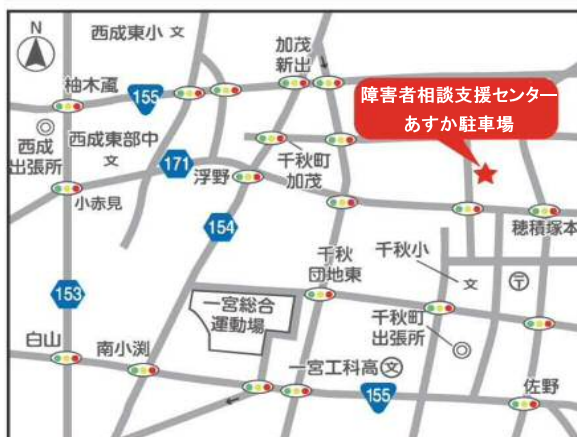 N
西成東小
文
加茂
新出
柚木颪
155
障害者相談支援センター
あすか駐車場
西成
出張所
西成東部中
文
171
浮野
千秋町
加茂
小赤見
154
穂積塚本
千秋
団地東
千秋小
文
〒
153
一宮総合
運動場
千秋町
出張所
白山
南小渕
一宮工科高
文
155
佐野